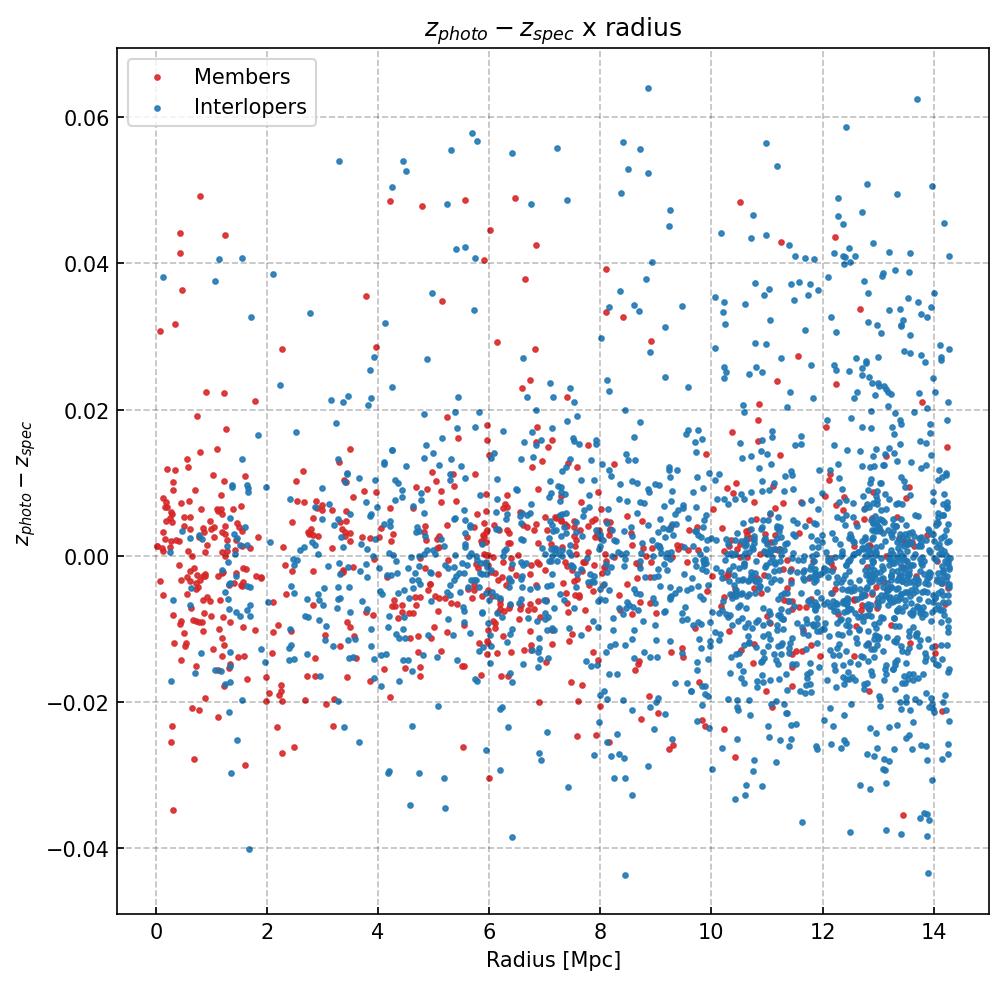 z_photo − z_spec x radius
Members
Interlopers
0.06
0.04
0.02
0.00
−0.02
−0.04
z_photo − z_spec
0 2 4 6 8 10 12 14
Radius [Mpc]